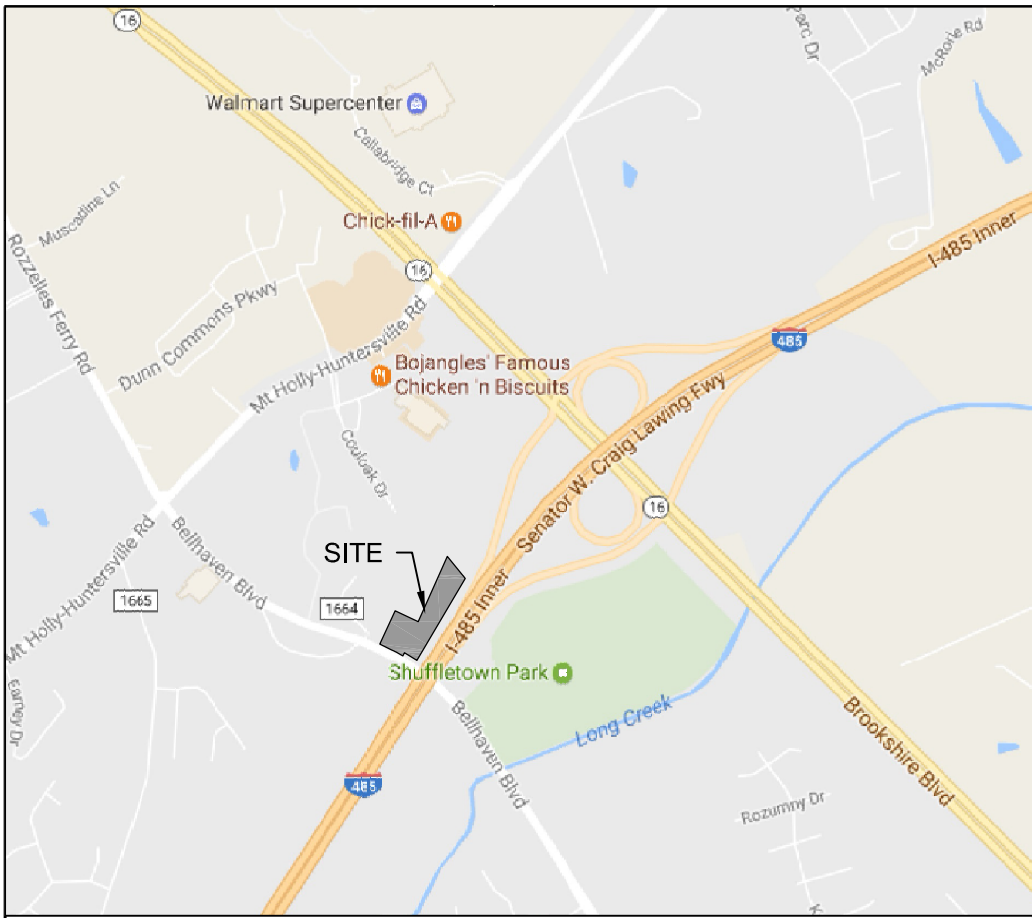 16
Parc Dr
McRorie Rd
Walmart Supercenter
Callabridge Ct
Muscadine Ln
Chick-fil-A
I-485 Inner
Rozzelles Ferry Rd
16
Dunn Commons Pkwy
485
Mt Holly-Huntersville Rd
Bojangles' Famous
Chicken 'n Biscuits
Senator W. Craig Lawing Fwy
Couloak Dr
16
Bellhaven Blvd
Mt Holly-Huntersville Rd
SITE
1665
1664
I-485 Inner
Shuffletown Park
Earney Dr
Long Creek
Brookshire Blvd
Bellhaven Blvd
485
Rozumny Dr
K